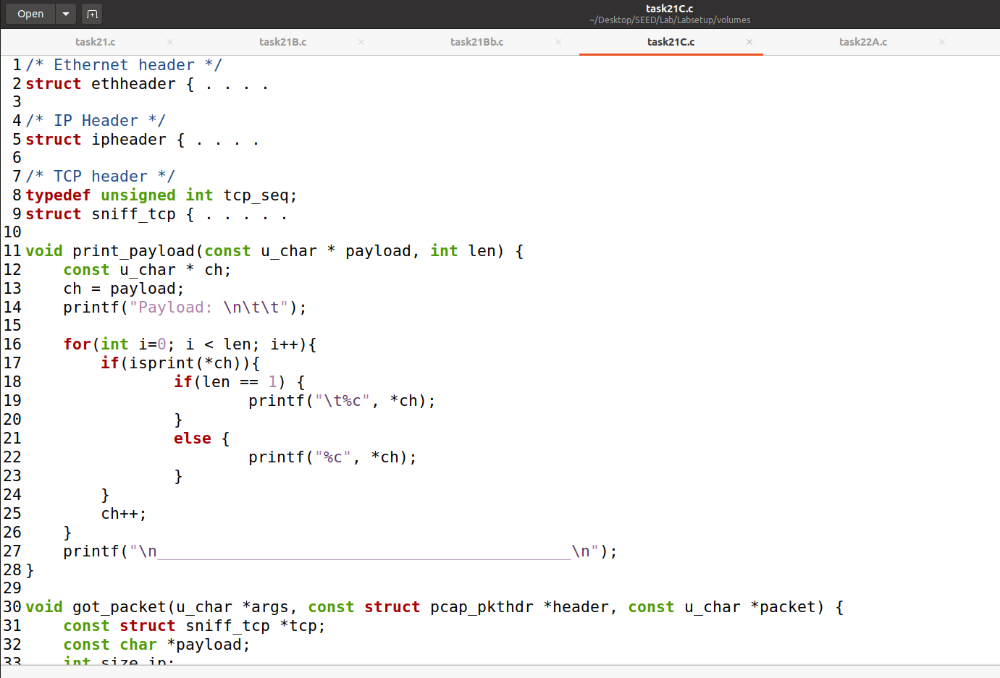 Open
task21C.c
~/Desktop/SEED/Lab/Labsetup/volumes
task21.c × task21B.c × task21Bb.c × task21C.c × task22A.c ×
1 /* Ethernet header */
2 struct ethheader { . . . .
3
4 /* IP Header */
5 struct ipheader { . . . .
6
7 /* TCP header */
8 typedef unsigned int tcp_seq;
9 struct sniff_tcp { . . . . .
10
11 void print_payload(const u_char * payload, int len) {
12     const u_char * ch;
13     ch = payload;
14     printf("Payload: \n\t\t");
15
16     for(int i=0; i < len; i++){
17         if(isprint(*ch)){
18                 if(len == 1) {
19                         printf("\t%c", *ch);
20                 }
21                 else {
22                         printf("%c", *ch);
23                 }
24         }
25         ch++;
26     }
27     printf("\n____________________________________________\n");
28 }
29
30 void got_packet(u_char *args, const struct pcap_pkthdr *header, const u_char *packet) {
31     const struct sniff_tcp *tcp;
32     const char *payload;
33     int size_ip;